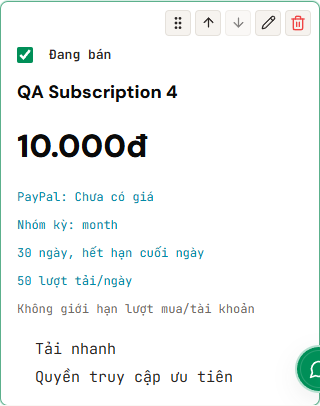 Đang bán
QA Subscription 4
10.000đ
PayPal: Chưa có giá
Nhóm kỳ: month
30 ngày, hết hạn cuối ngày
50 lượt tải/ngày
Không giới hạn lượt mua/tài khoản
Tải nhanh
Quyền truy cập ưu tiên